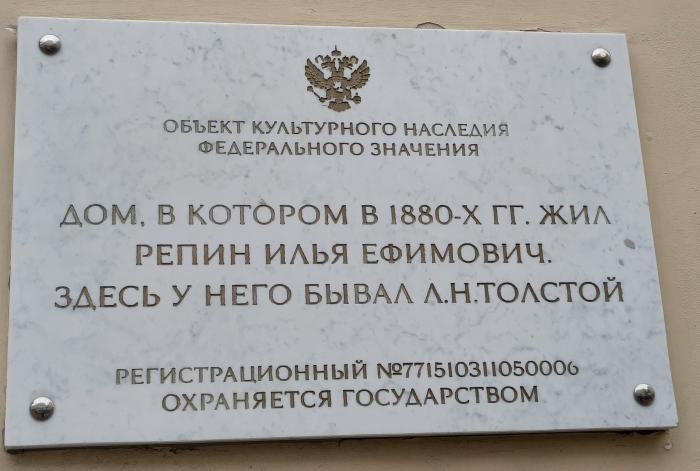 ОБЪЕКТ КУЛЬТУРНОГО НАСЛЕДИЯ
ФЕДЕРАЛЬНОГО ЗНАЧЕНИЯ
ДОМ, В КОТОРОМ В 1880-Х ГГ. ЖИЛ
РЕПИН ИЛЬЯ ЕФИМОВИЧ.
ЗДЕСЬ У НЕГО БЫВАЛ Л.Н.ТОЛСТОЙ
РЕГИСТРАЦИОННЫЙ №771510311050006
ОХРАНЯЕТСЯ ГОСУДАРСТВОМ